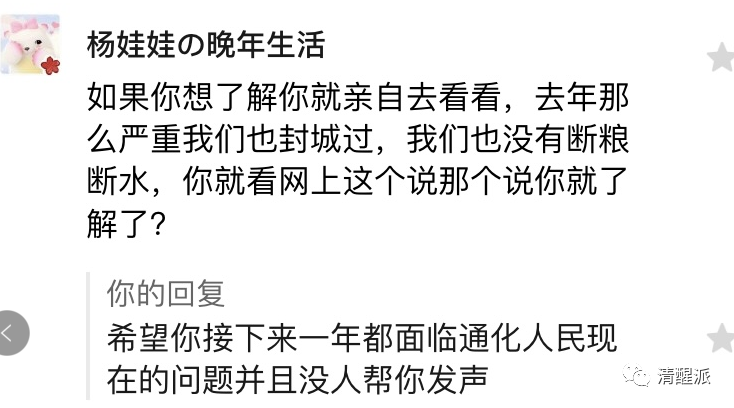 杨娃娃の晚年生活
如果你想了解你就亲自去看看，去年那
么严重我们也封城过，我们也没有断粮
断水，你就看网上这个说那个说你就了
解了？
你的回复
希望你接下来一年都面临通化人民现
在的问题并且没人帮你发声
清醒派